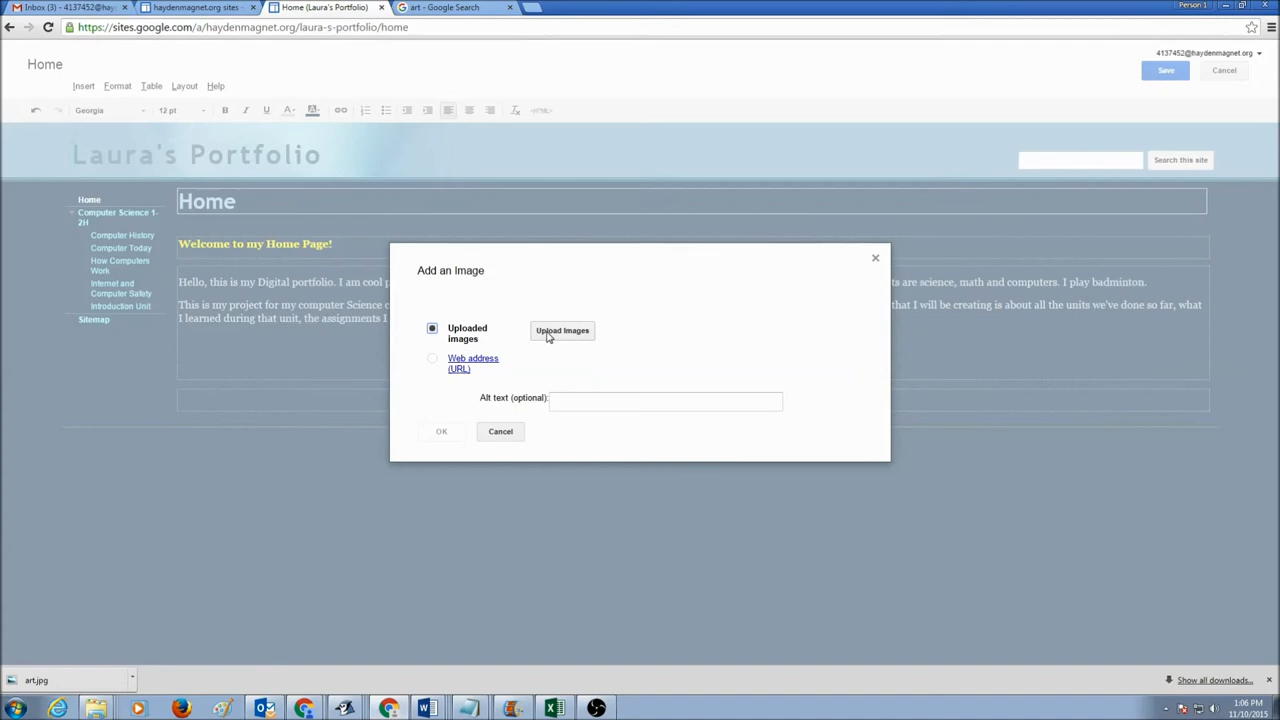 Inbox (3) - 4137452@hay
haydenmagnet.org sites -
Home (Laura's Portfolio)
art - Google Search
Person 1
https://sites.google.com/a/haydenmagnet.org/laura-s-portfolio/home
Home
4137452@haydenmagnet.org
Save
Cancel
Insert Format Table Layout Help
Georgia
12 pt
B I U A A
<HTML>
Laura's Portfolio
Search this site
Home
Computer Science 1-
2H
Computer History
Computer Today
How Computers
Work
Internet and
Computer Safety
Introduction Unit
Sitemap
Home
Welcome to my Home Page!
Hello, this is my Digital portfolio. I am cool p
ts are science, math and computers. I play badminton.
This is my project for my computer Science c
that I will be creating is about all the units we've done so far, what
I learned during that unit, the assignments I
Add an Image
Uploaded
images
Upload Images
Web address
(URL)
Alt text (optional):
OK
Cancel
art.jpg
Show all downloads...
1:06 PM
11/10/2015